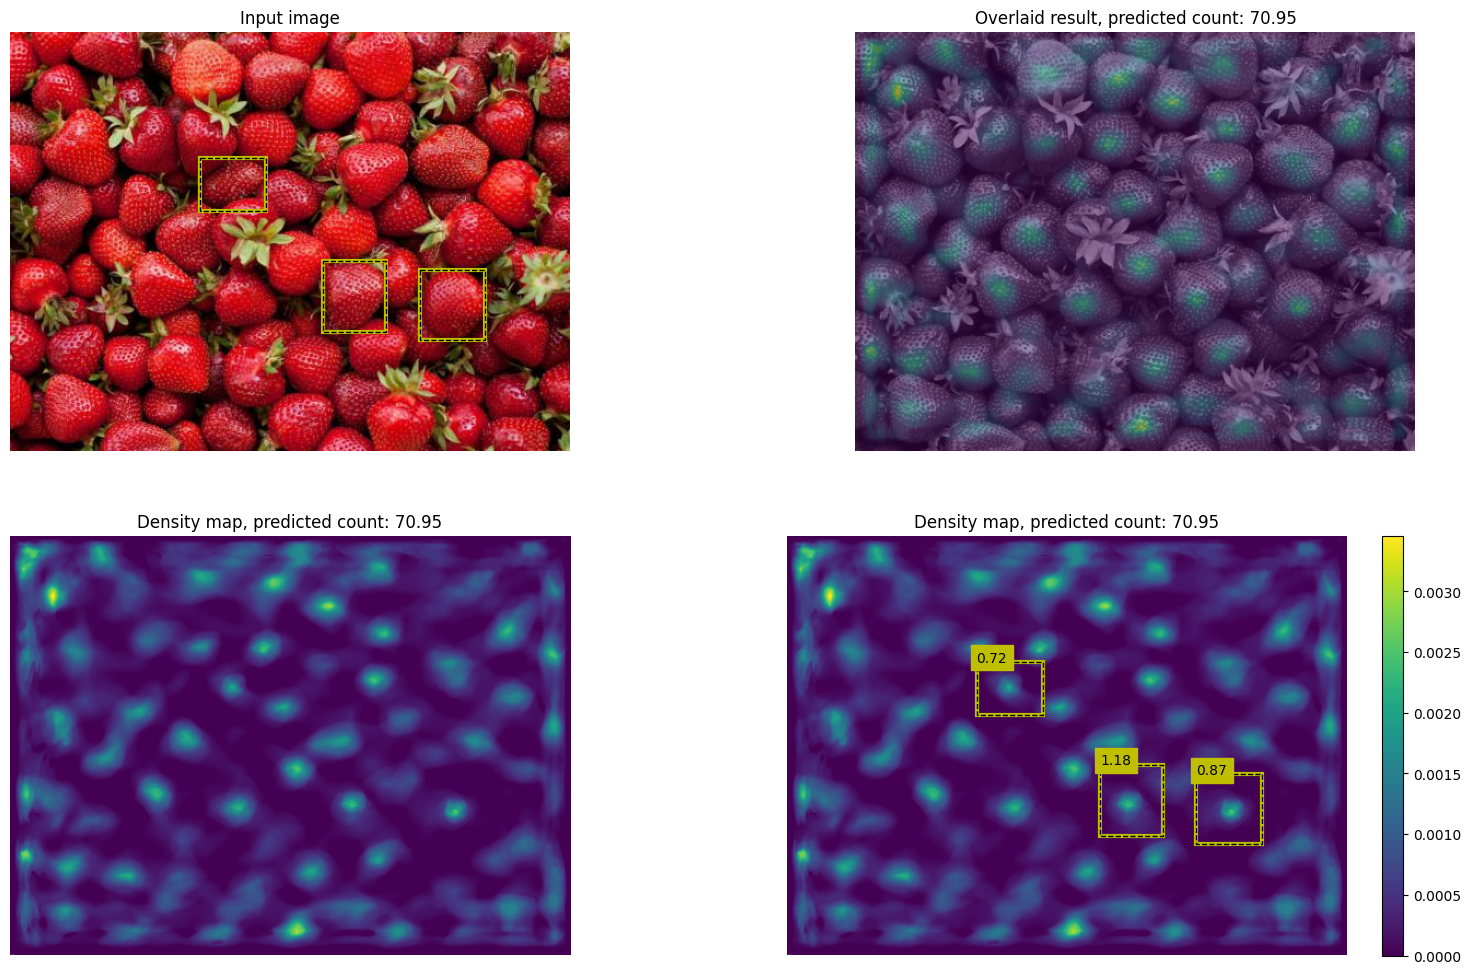 Input image
Overlaid result, predicted count: 70.95
Density map, predicted count: 70.95
Density map, predicted count: 70.95
0.72
1.18
0.87
0.0030
0.0025
0.0020
0.0015
0.0010
0.0005
0.0000